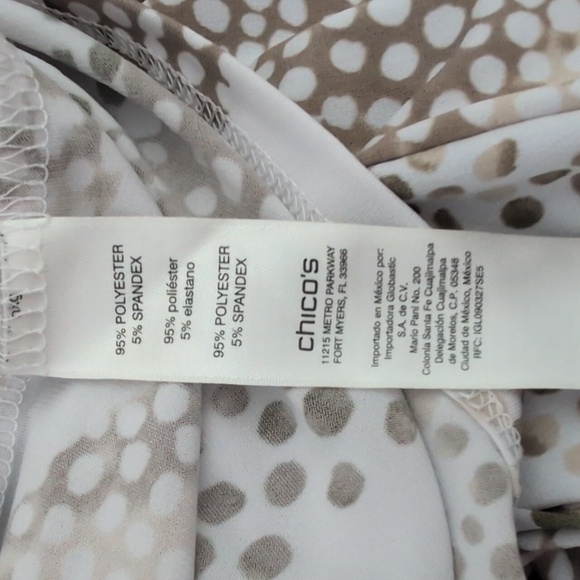 95% POLYESTER
5% SPANDEX
95% poliéster
5% elastano
95% POLYESTER
5% SPANDEX
chico's
11215 METRO PARKWAY
FORT MYERS, FL 33966
Importado en México por:
Importadora Globastic
S.A. de C.V.
Mario Pani No. 200
Colonia Santa Fe Cuajimalpa
Delegación Cuajimalpa
de Morelos, C.P. 05348
Ciudad de México, México
RFC: IGL090327SE5